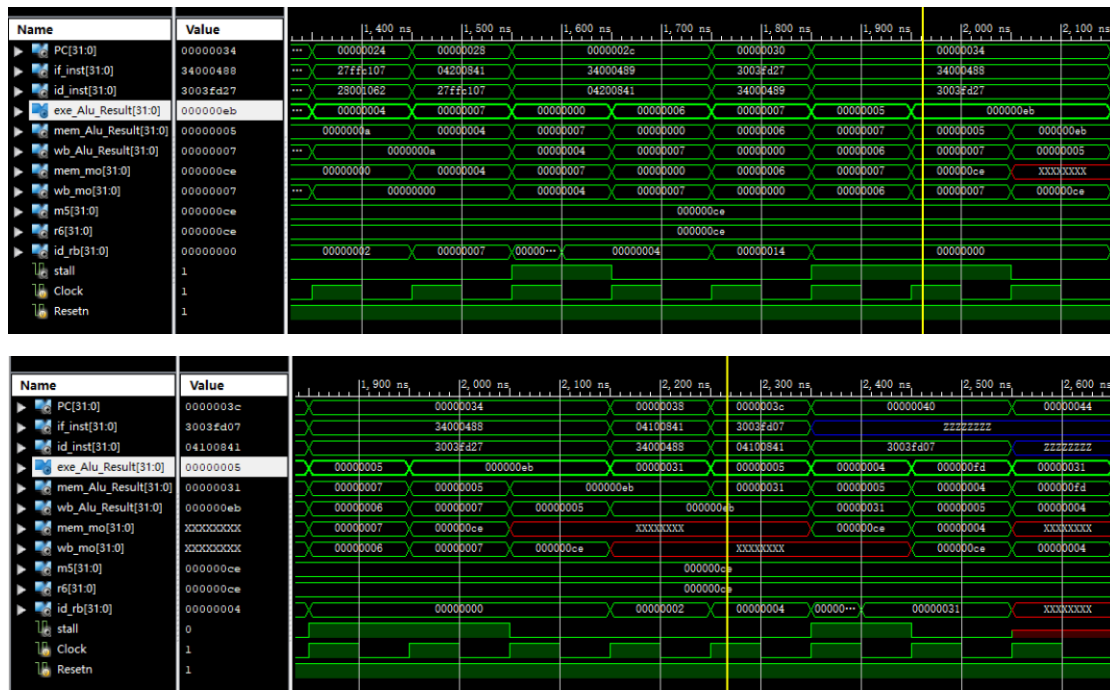 Name Value 1,400 ns 1,500 ns 1,600 ns 1,700 ns 1,800 ns 1,900 ns 2,000 ns 2,100 ns
PC[31:0] 00000034 ··· 00000024 00000028 0000002c 00000030 00000034
if_inst[31:0] 34000488 ··· 27ffc107 04200841 34000489 3003fd27 34000488
id_inst[31:0] 3003fd27 ··· 28001062 27ffc107 04200841 34000489 3003fd27
exe_Alu_Result[31:0] 000000eb ··· 00000004 00000007 00000000 00000006 00000007 00000005 000000eb
mem_Alu_Result[31:0] 00000005 0000000a 00000004 00000007 00000000 00000006 00000007 00000005 000000eb
wb_Alu_Result[31:0] 00000007 ··· 0000000a 00000004 00000007 00000000 00000006 00000007 00000005
mem_mo[31:0] 000000ce 00000000 00000004 00000007 00000000 00000006 00000007 000000ce XXXXXXXX
wb_mo[31:0] 00000007 ··· 00000000 00000004 00000007 00000000 00000006 00000007 000000ce
m5[31:0] 000000ce 000000ce
r6[31:0] 000000ce 000000ce
id_rb[31:0] 00000000 00000002 00000007 00000··· 00000004 00000014 00000000
stall 1
Clock 1
Resetn 1
Name Value 1,900 ns 2,000 ns 2,100 ns 2,200 ns 2,300 ns 2,400 ns 2,500 ns 2,600 ns
PC[31:0] 0000003c 00000034 00000038 0000003c 00000040 00000044
if_inst[31:0] 3003fd07 34000488 04100841 3003fd07 ZZZZZZZZ
id_inst[31:0] 04100841 3003fd27 34000488 04100841 3003fd07 ZZZZZZZZ
exe_Alu_Result[31:0] 00000005 00000005 000000eb 00000031 00000005 00000004 000000fd 00000031
mem_Alu_Result[31:0] 00000031 00000007 00000005 000000eb 00000031 00000005 00000004 000000fd
wb_Alu_Result[31:0] 000000eb 00000006 00000007 00000005 000000eb 00000031 00000005 00000004
mem_mo[31:0] XXXXXXXX 00000007 000000ce XXXXXXXX 000000ce 00000004 XXXXXXXX
wb_mo[31:0] XXXXXXXX 00000006 00000007 000000ce XXXXXXXX 000000ce 00000004
m5[31:0] 000000ce 000000ce
r6[31:0] 000000ce 000000ce
id_rb[31:0] 00000004 00000000 00000002 00000004 00000··· 00000031 XXXXXXXX
stall 0
Clock 1
Resetn 1